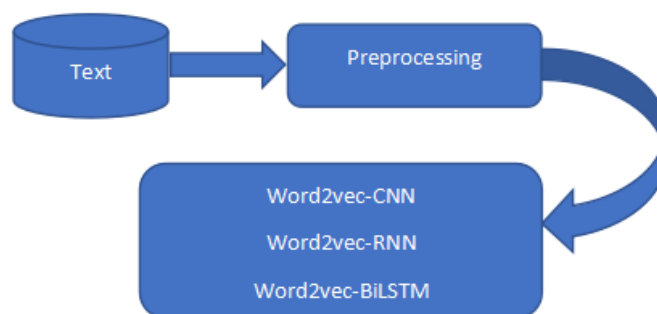 Text
Preprocessing
Word2vec-CNN
Word2vec-RNN
Word2vec-BiLSTM